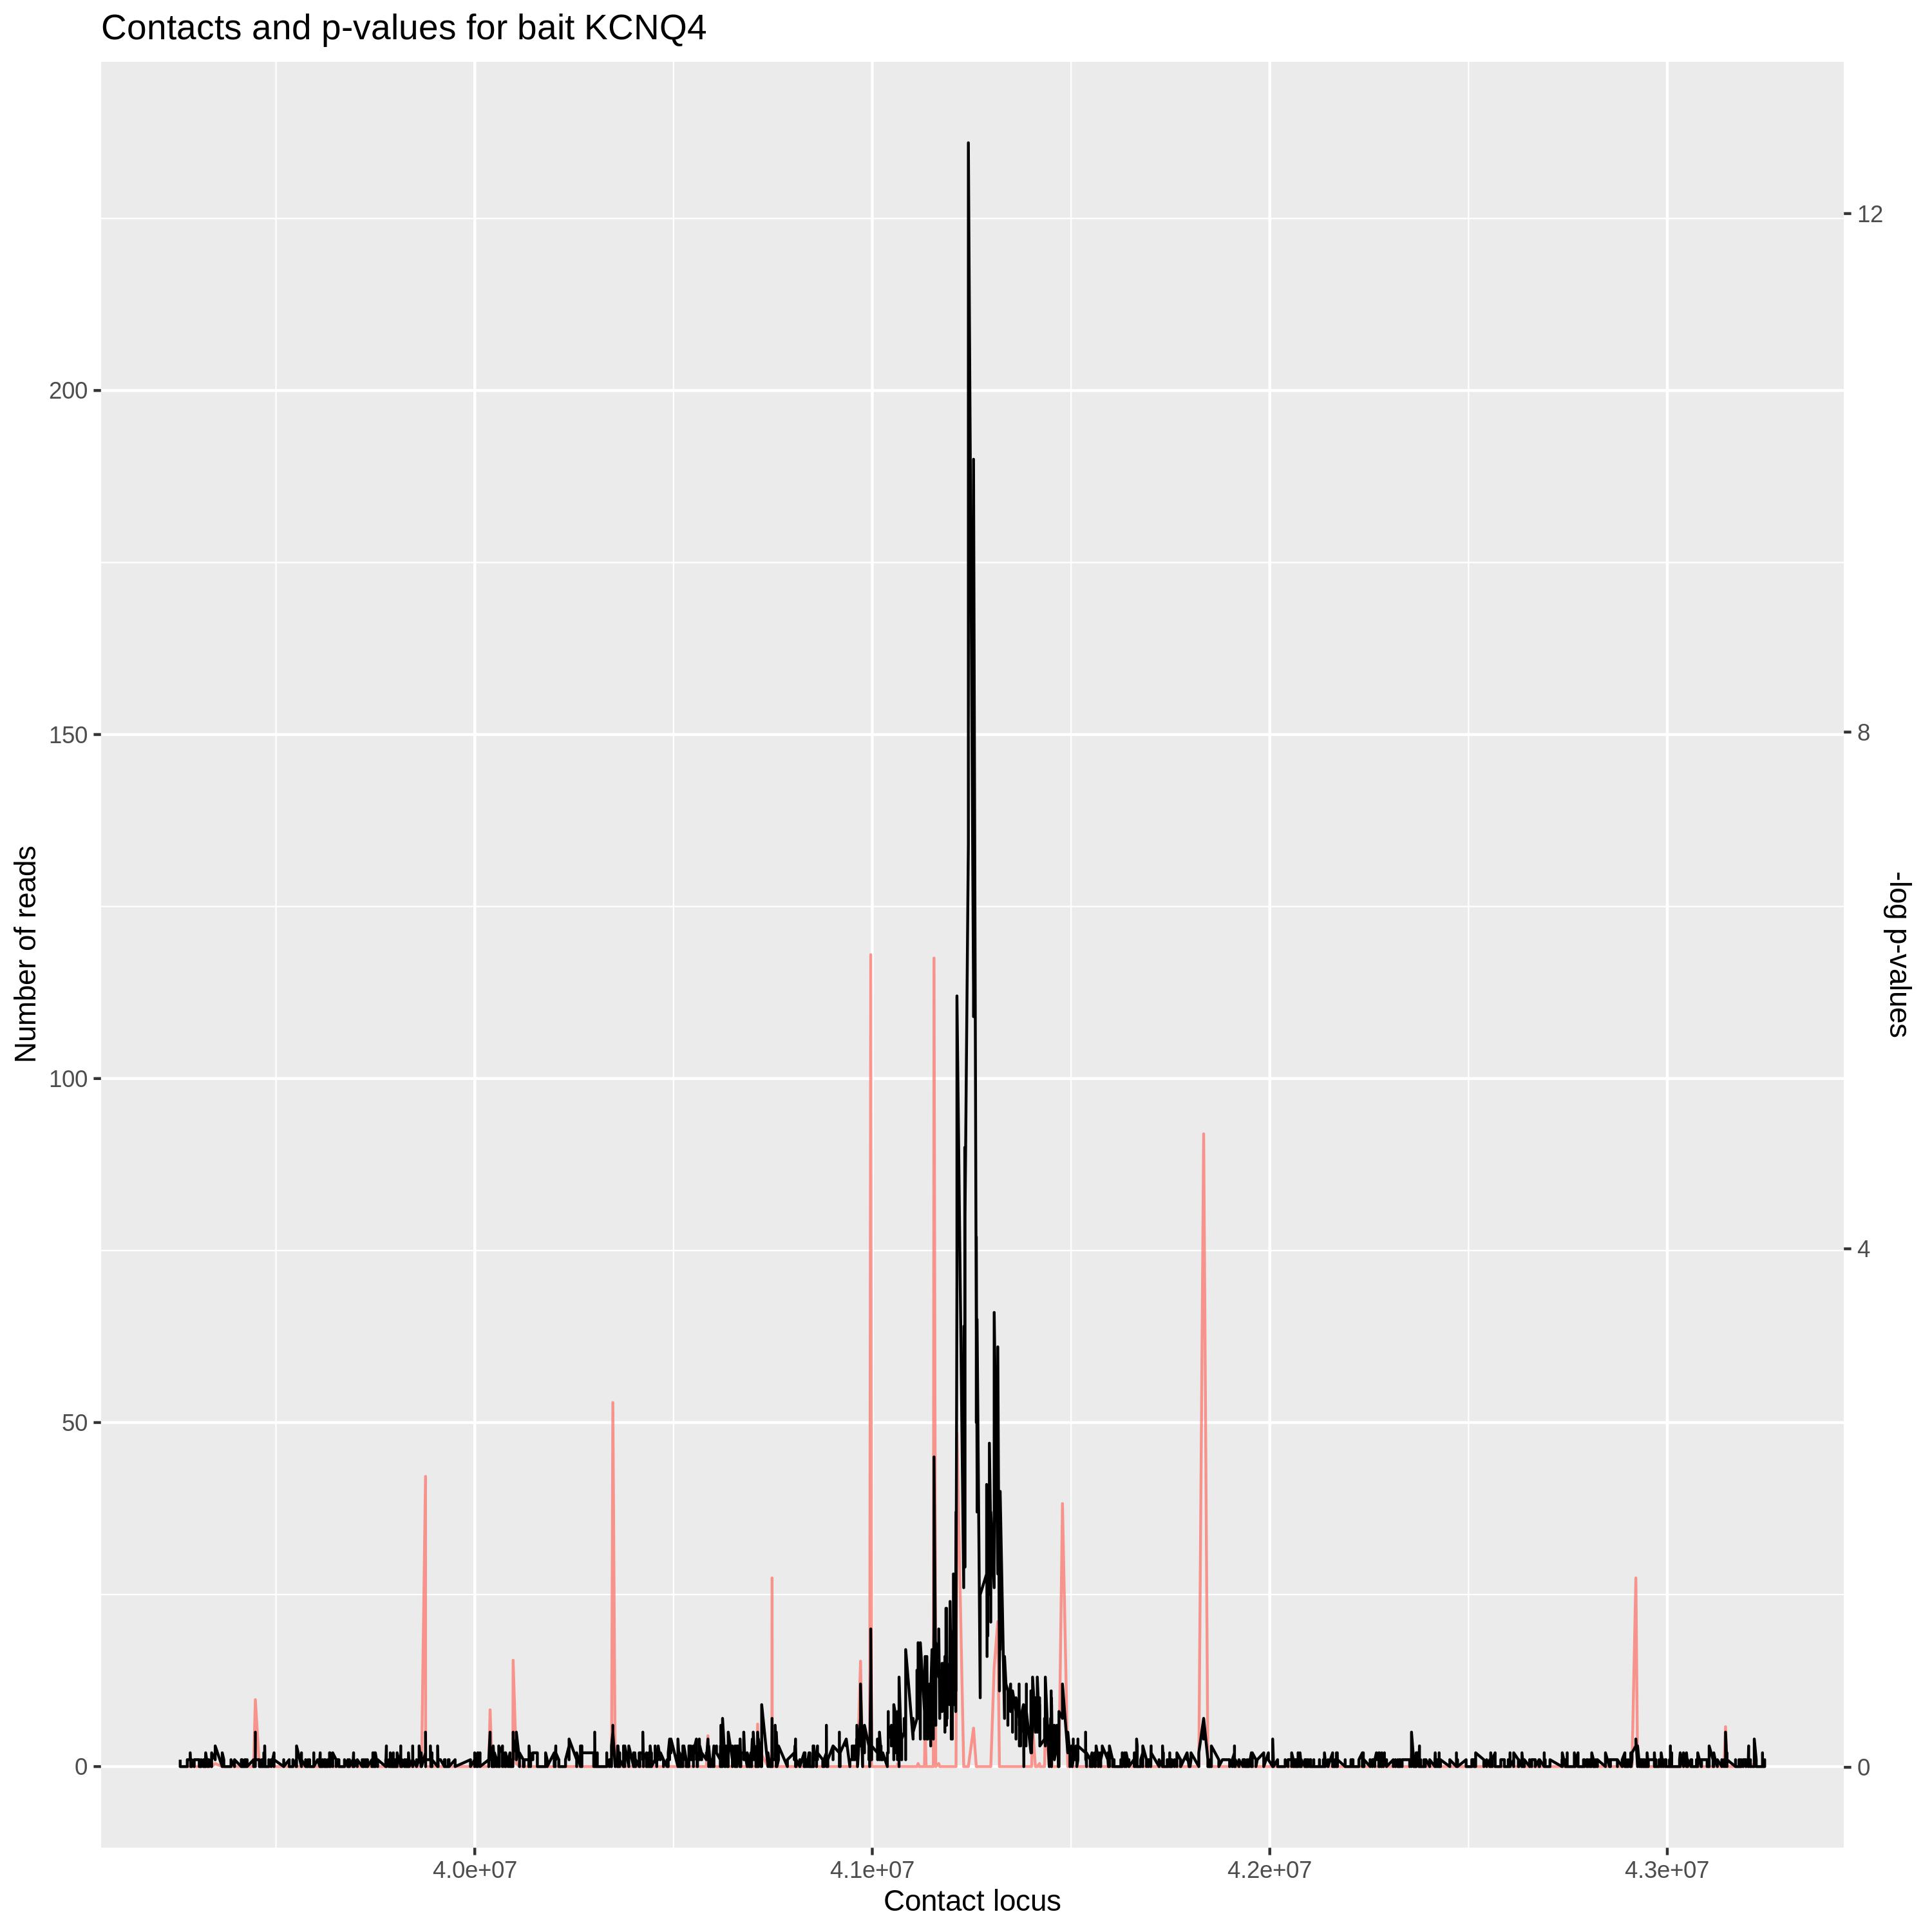 Contacts and p-values for bait KCNQ4
Number of reads
200
150
100
50
0
12
8
4
0
-log p-values
4.0e+07
4.1e+07
4.2e+07
4.3e+07
Contact locus